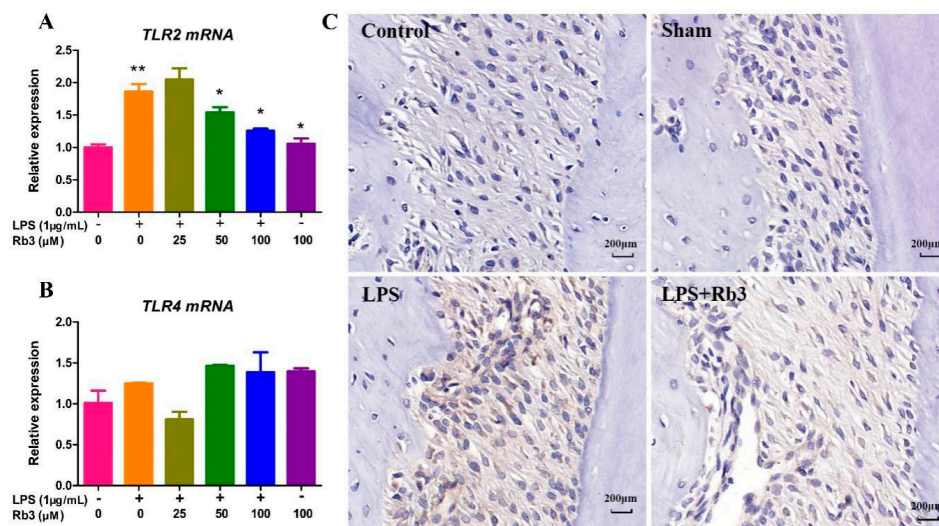 A
TLR2 mRNA
Relative expression
2.5
2.0
1.5
1.0
0.5
0.0
**
*
*
*
LPS (1μg/mL) - + + + + -
Rb3 (μM) 0 0 25 50 100 100
B
TLR4 mRNA
Relative expression
2.0
1.5
1.0
0.5
0.0
LPS (1μg/mL) - + + + + -
Rb3 (μM) 0 0 25 50 100 100
C
Control
200μm
Sham
200μm
LPS
200μm
LPS+Rb3
200μm